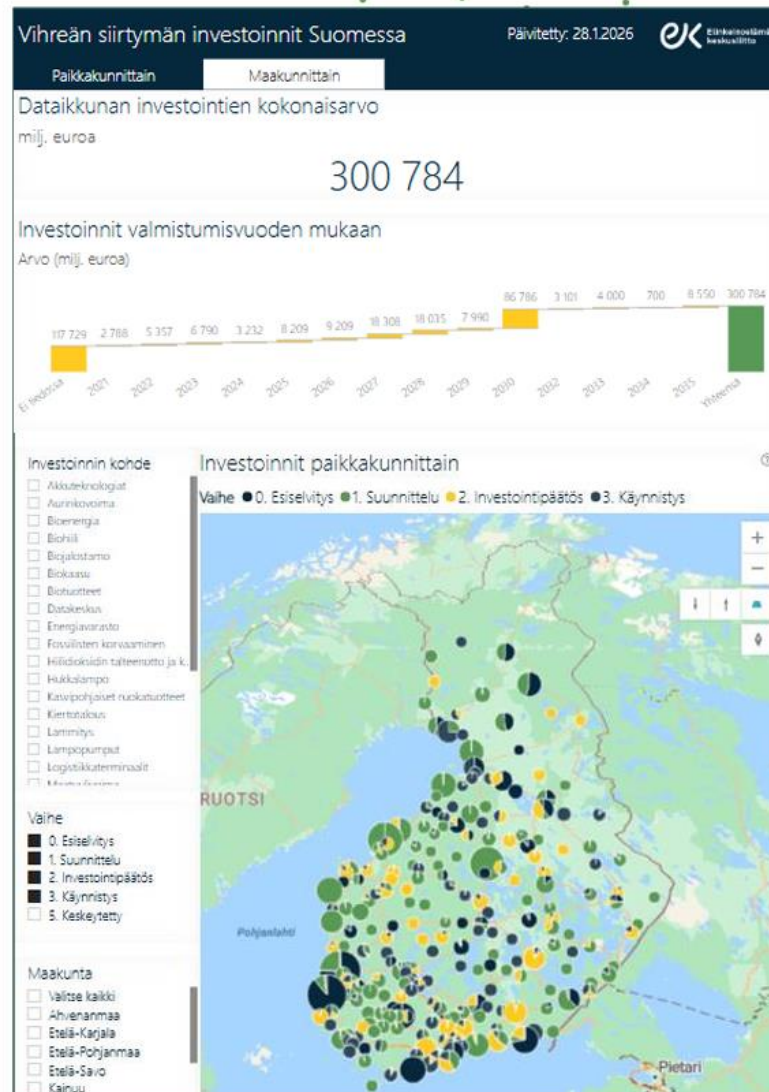 Vihreän siirtymän investoinnit Suomessa
Päivitetty: 28.1.2026
EK Elinkeinoelämän keskusliitto
Paikkakunnittain Maakunnittain
Dataikkunan investointien kokonaisarvo
milj. euroa
300 784
Investoinnit valmistumisvuoden mukaan
Arvo (milj. euroa)
117 729 2 788 5 357 6 790 3 232 8 209 9 209 18 308 18 035 7 990 86 786 3 101 4 000 700 8 550 300 784
Ei tiedossa 2021 2022 2023 2024 2025 2026 2027 2028 2029 2030 2032 2033 2034 2035 Yhteensä
Investoinnin kohde
Akkuteknologiat
Aurinkovoima
Bioenergia
Biohiili
Biojalostamo
Biokaasu
Biotuotteet
Datakeskus
Energiavarasto
Fossiilisten korvaaminen
Hiilidioksidin talteenotto ja k...
Hukkalämpö
Kasvipohjaiset ruokatuotteet
Kiertotalous
Lämmitys
Lämpöpumput
Logistiikkaterminaalit
Vaihe
0. Esiselvitys
1. Suunnittelu
2. Investointipäätös
3. Käynnistys
5. Keskeytetty
Maakunta
Valitse kaikki
Ahvenanmaa
Etelä-Karjala
Etelä-Pohjanmaa
Etelä-Savo
Kainuu
Investoinnit paikkakunnittain
Vaihe 0. Esiselvitys 1. Suunnittelu 2. Investointipäätös 3. Käynnistys
RUOTSI
Pohjanlahti
Pietari